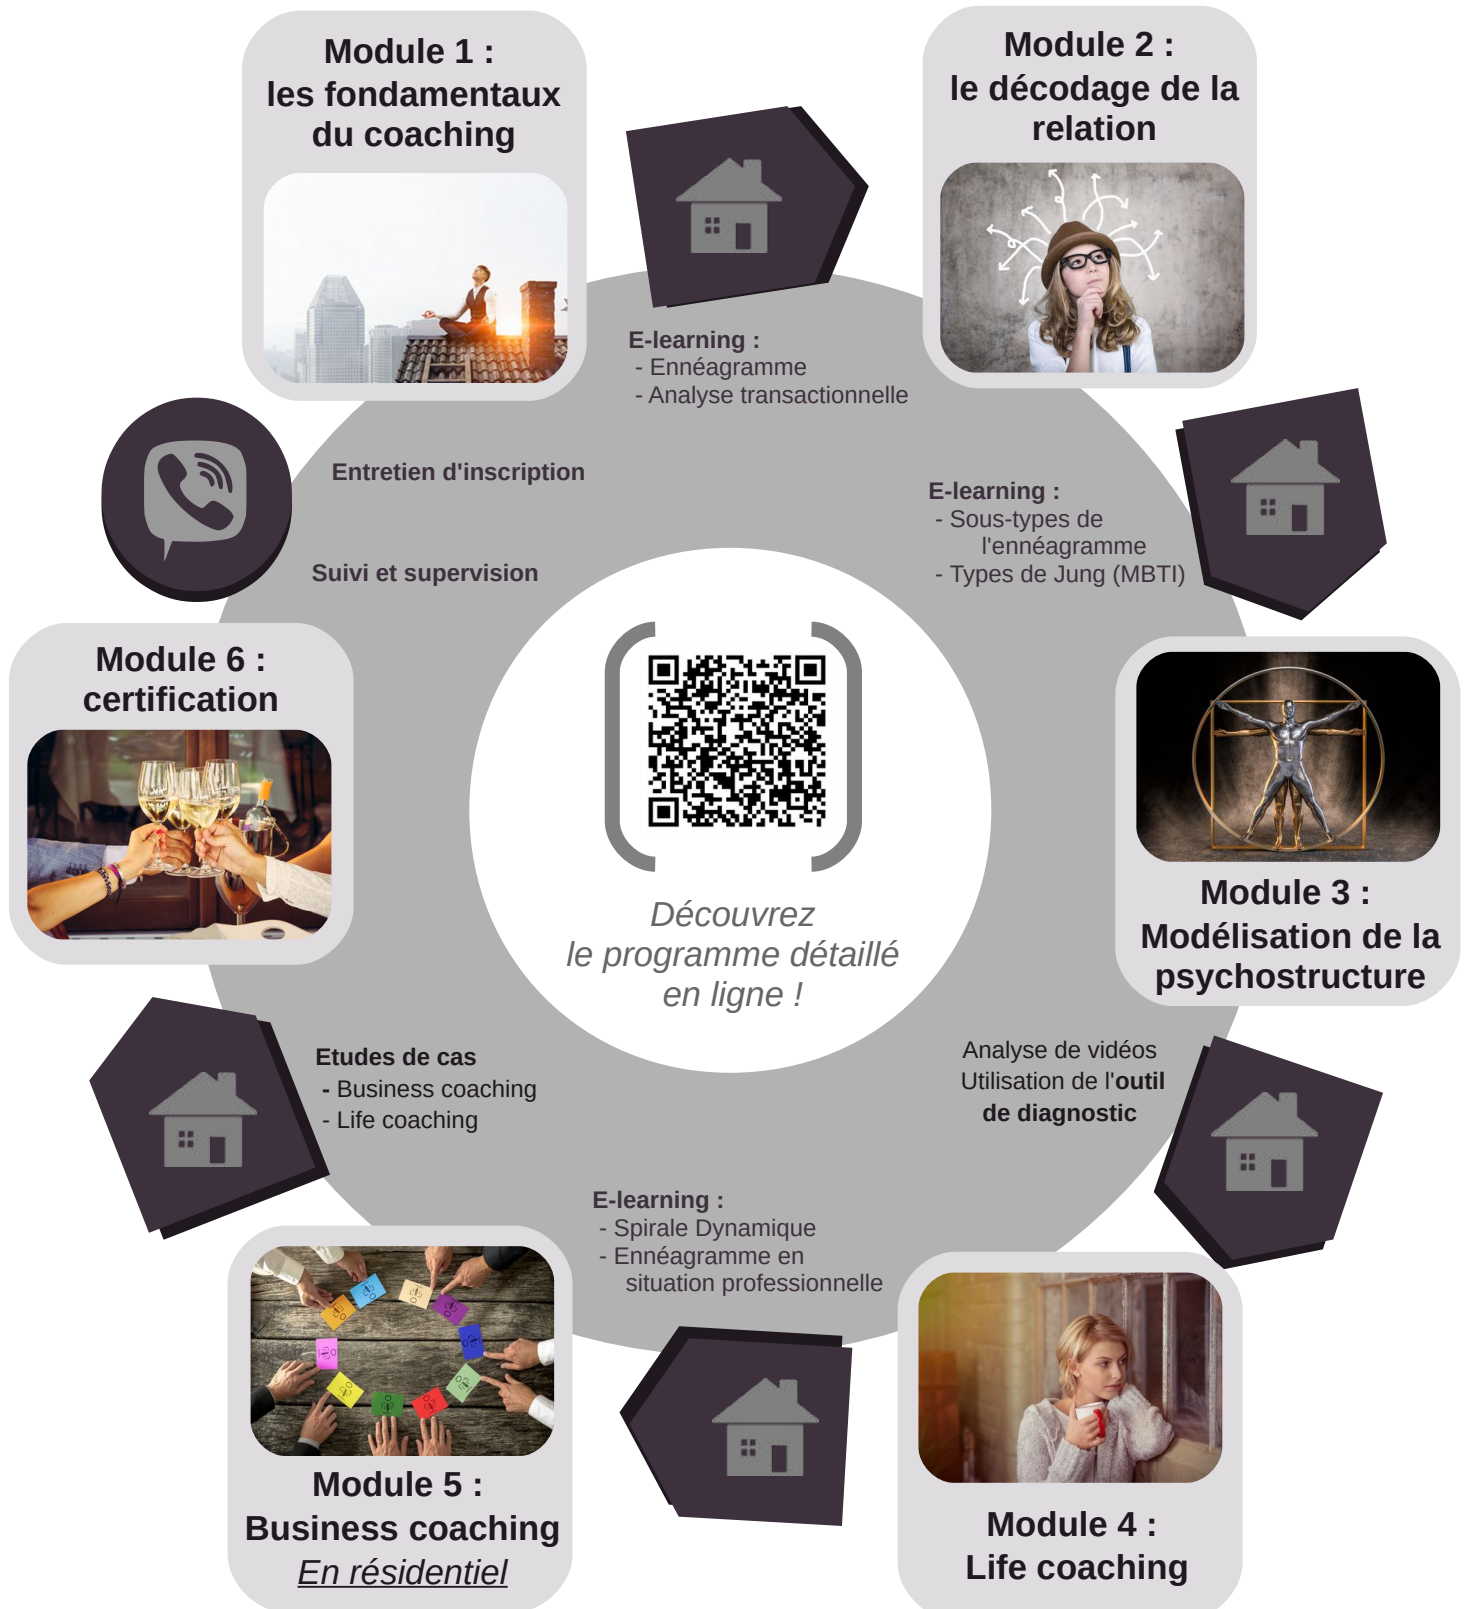 Module 1 :
les fondamentaux
du coaching
Module 2 :
le décodage de la
relation
E-learning :
- Ennéagramme
- Analyse transactionnelle
Entretien d'inscription
Suivi et supervision
E-learning :
- Sous-types de
l'ennéagramme
- Types de Jung (MBTI)
Module 6 :
certification
Module 3 :
Modélisation de la
psychostructure
Découvrez
le programme détaillé
en ligne !
Etudes de cas
- Business coaching
- Life coaching
Analyse de vidéos
Utilisation de l'outil
de diagnostic
E-learning :
- Spirale Dynamique
- Ennéagramme en
situation professionnelle
Module 5 :
Business coaching
En résidentiel
Module 4 :
Life coaching